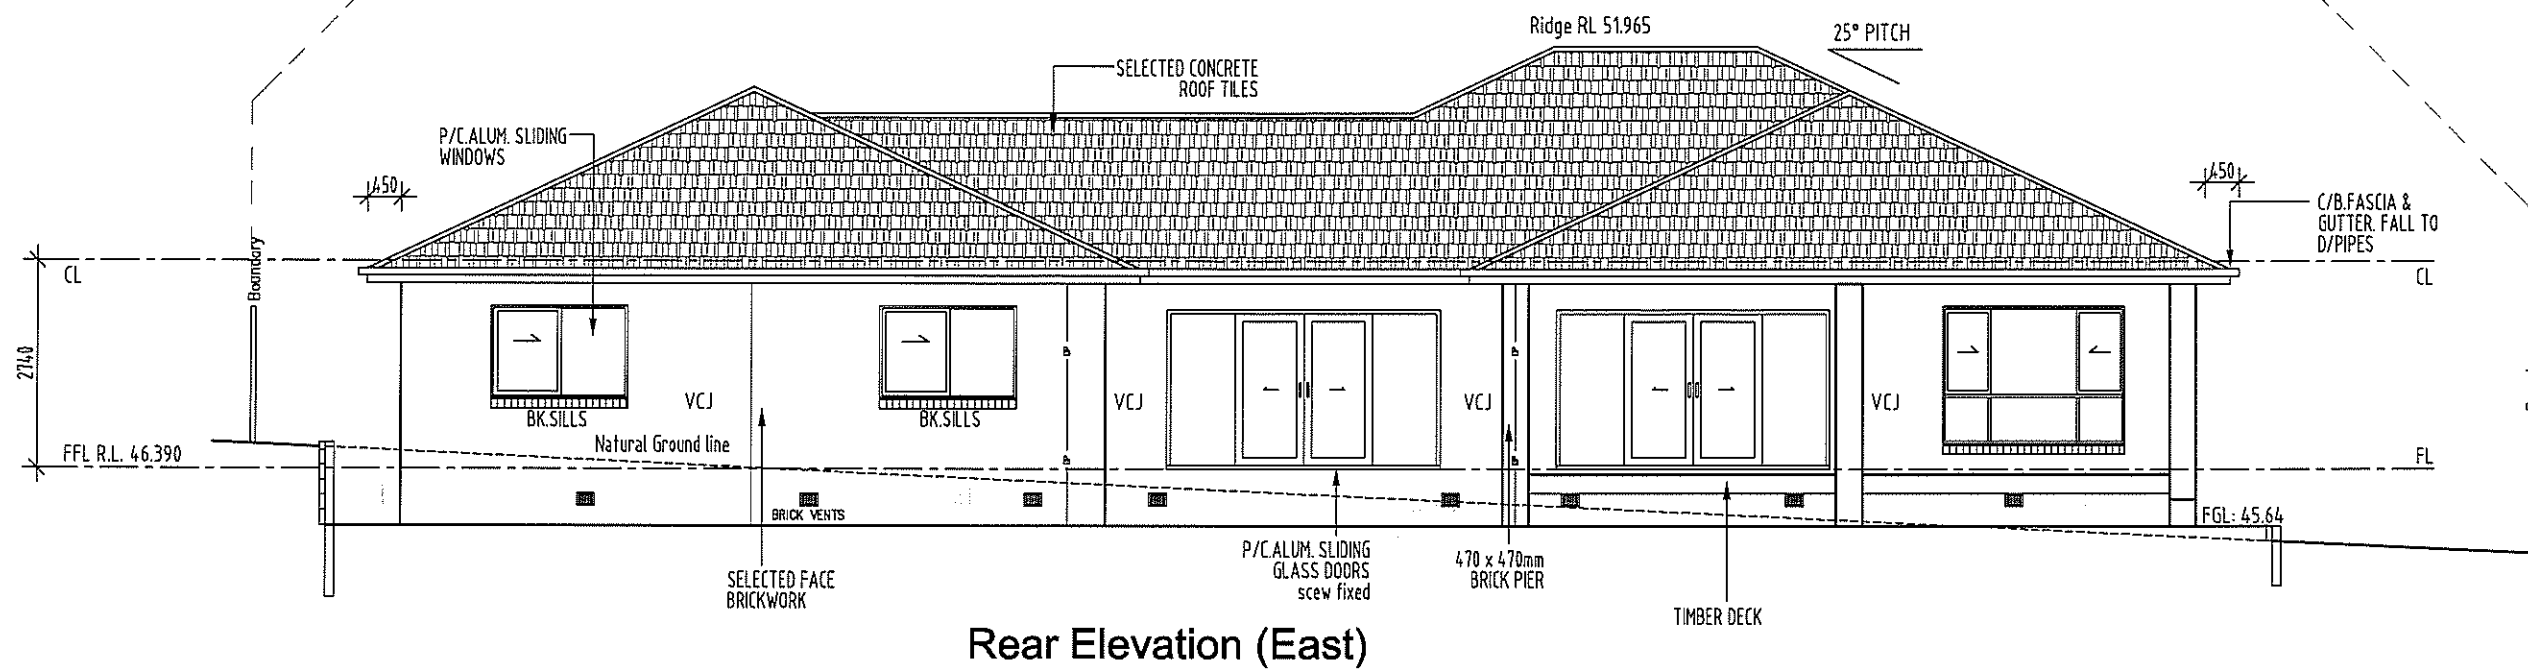 Ridge RL 51.965
25° PITCH
SELECTED CONCRETE
ROOF TILES
P/C.ALUM. SLIDING
WINDOWS
450
450
C/B.FASCIA &
GUTTER. FALL TO
D/PIPES
Boundary
CL
CL
2740
BK.SILLS
BK.SILLS
VCJ
VCJ
VCJ
VCJ
Natural Ground line
FFL R.L. 46.390
FL
BRICK VENTS
FGL: 45.64
P/C.ALUM. SLIDING
GLASS DOORS
scew fixed
470 x 470mm
BRICK PIER
SELECTED FACE
BRICKWORK
TIMBER DECK
Rear Elevation (East)